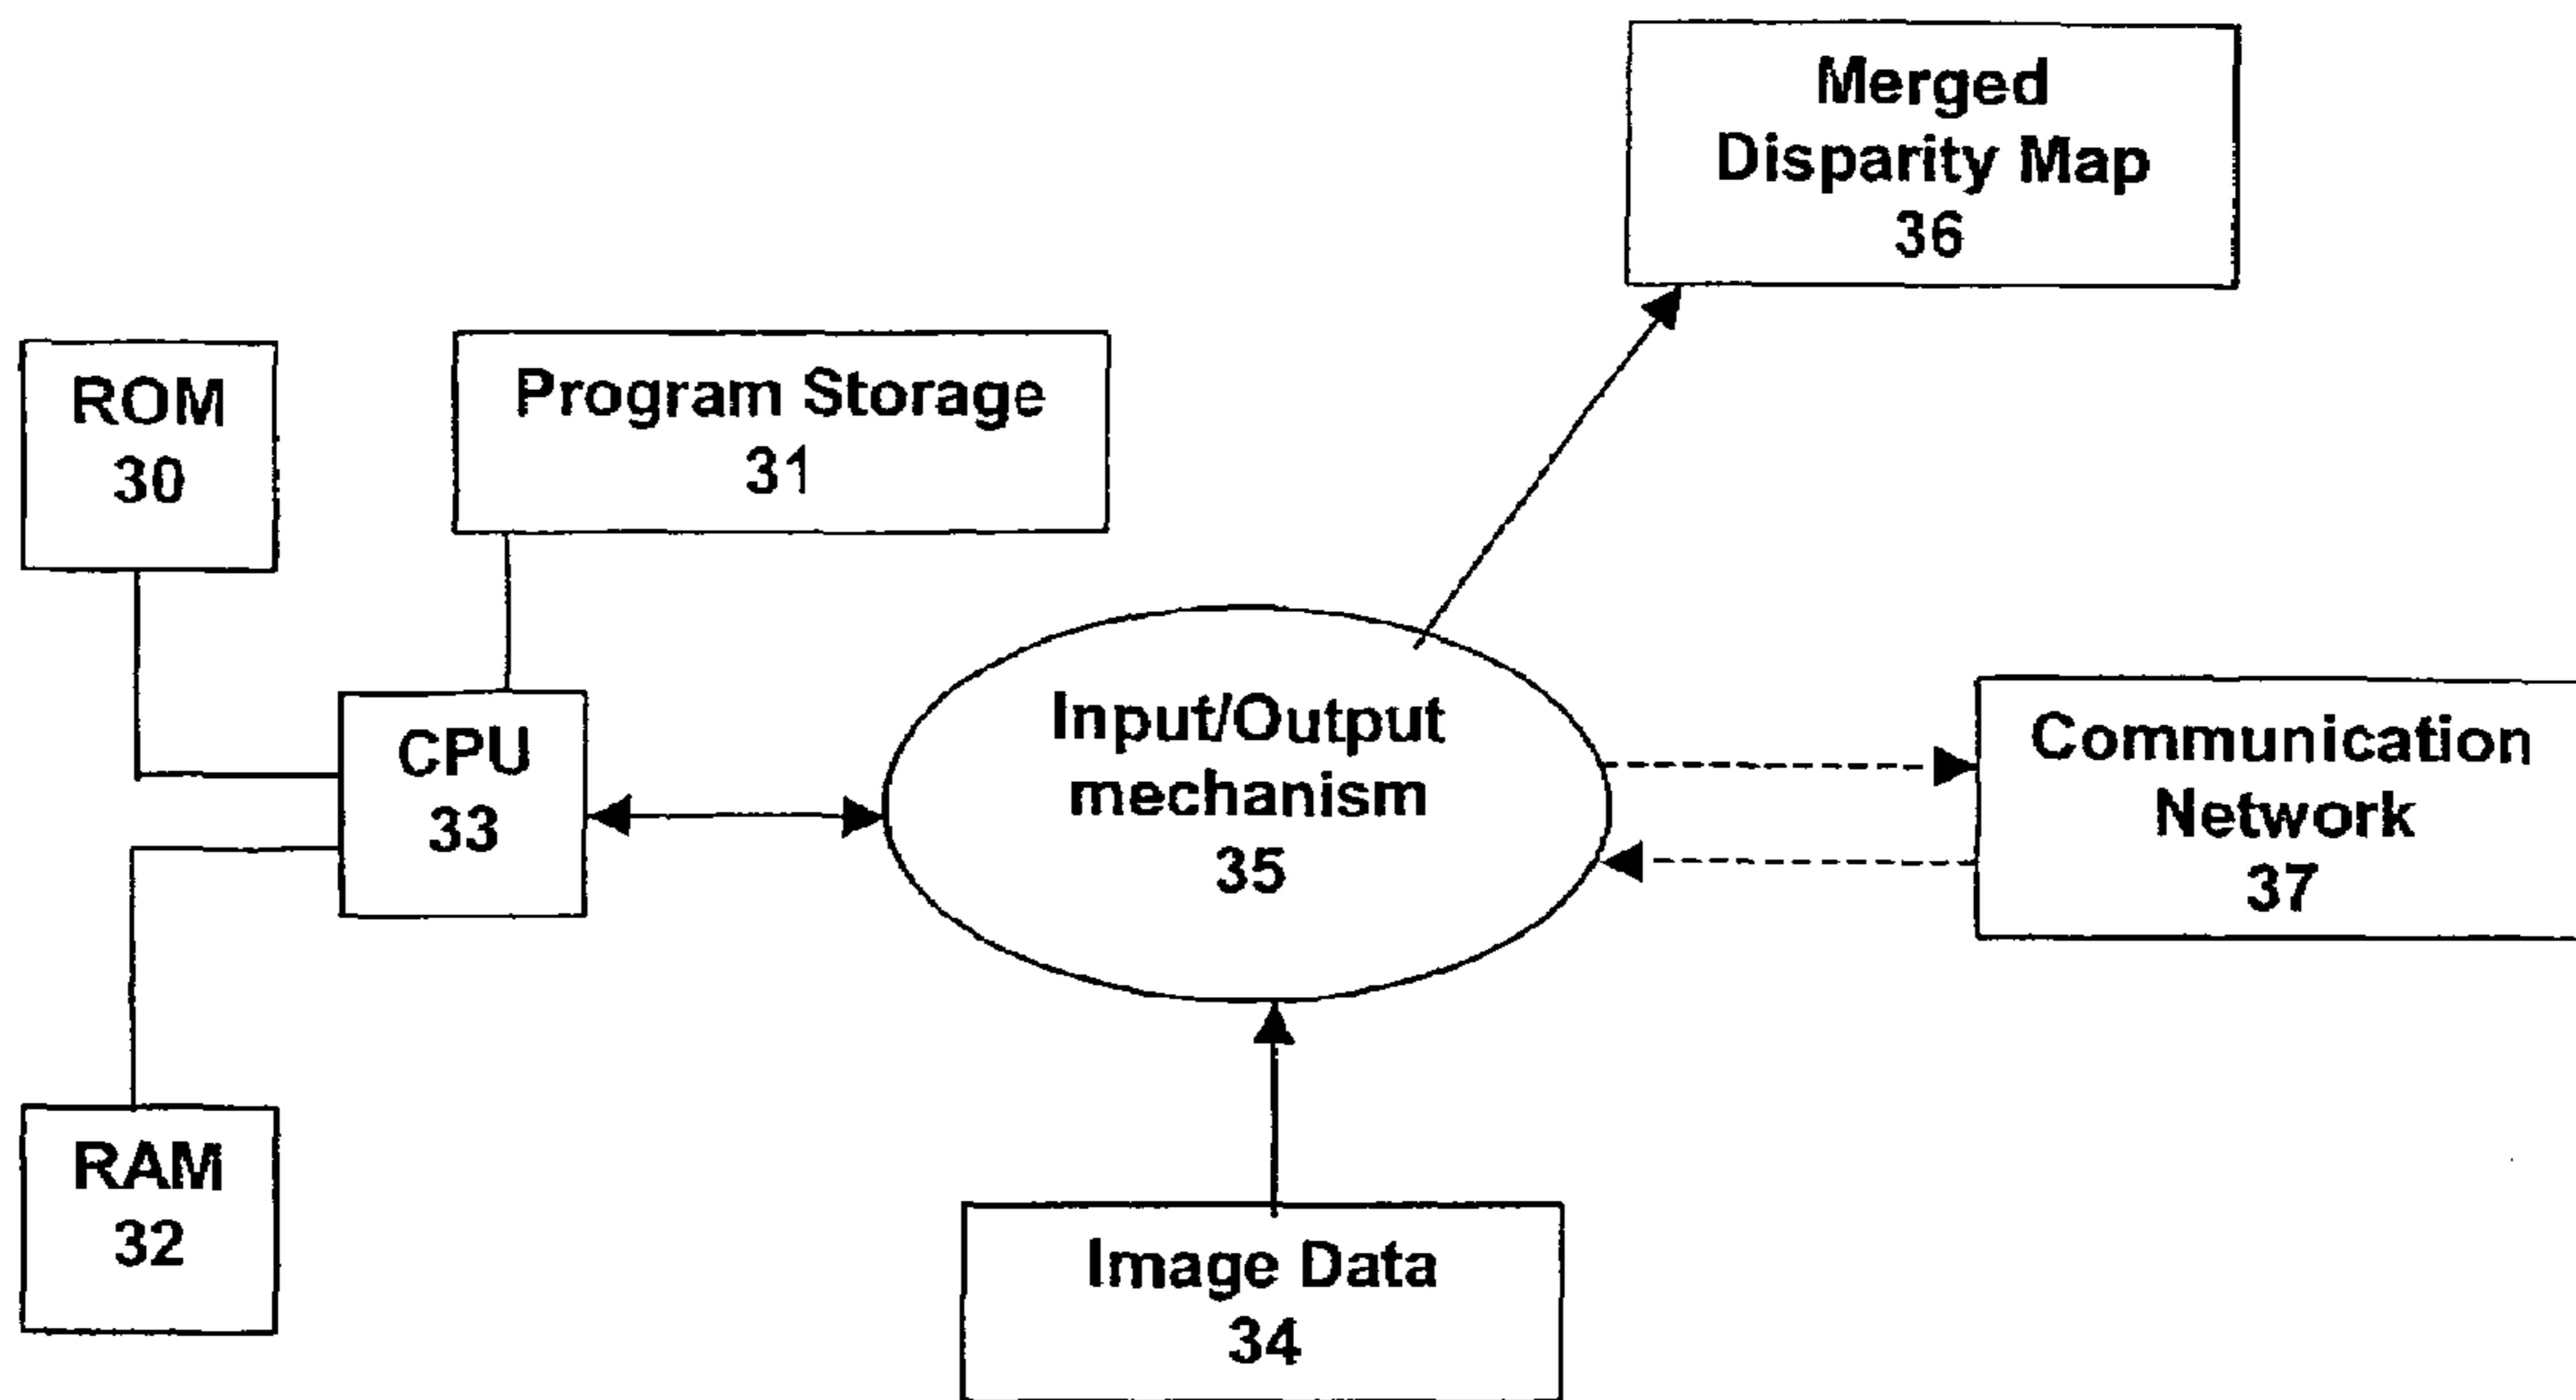 Merged
Disparity Map
36
ROM
30
Program Storage
31
CPU
33
Input/Output
mechanism
35
Communication
Network
37
RAM
32
Image Data
34